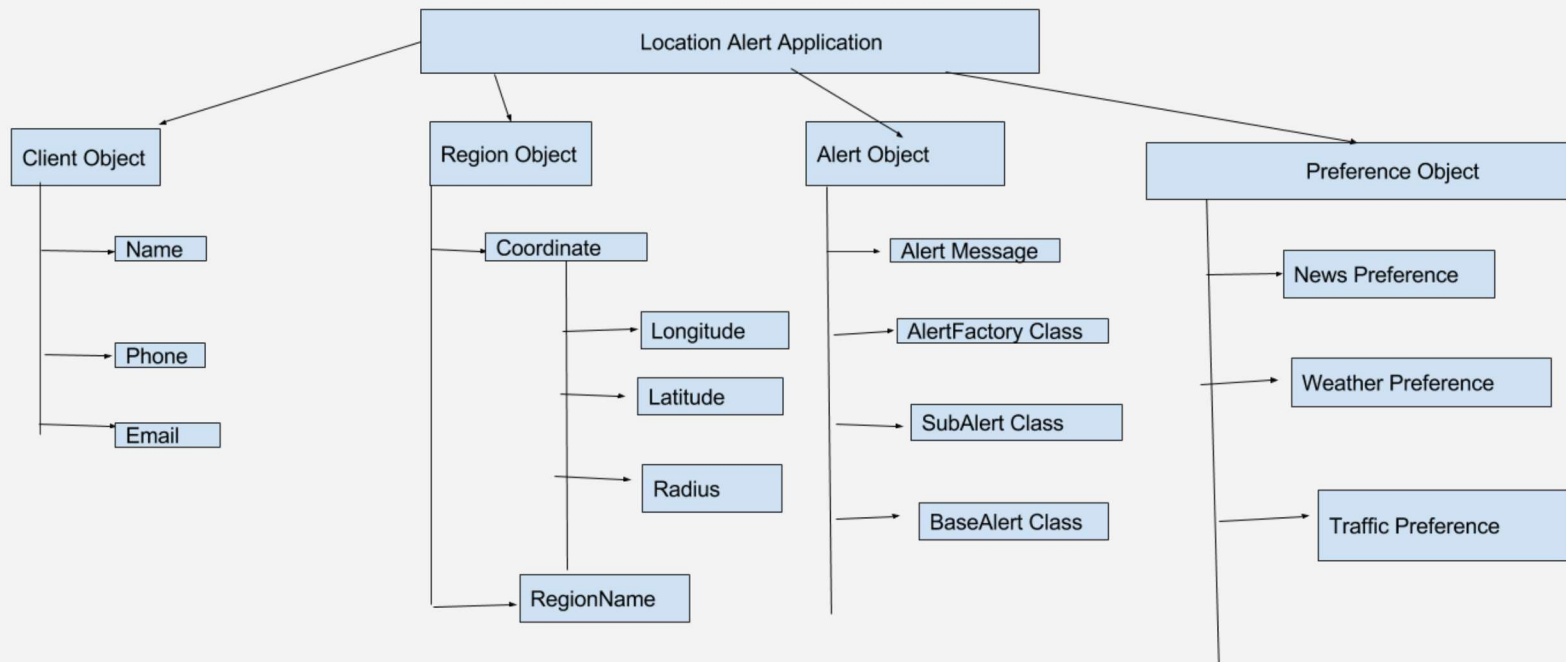 Location Alert Application
Client Object
Name
Phone
Email
Region Object
Coordinate
Longitude
Latitude
Radius
RegionName
Alert Object
Alert Message
AlertFactory Class
SubAlert Class
BaseAlert Class
Preference Object
News Preference
Weather Preference
Traffic Preference